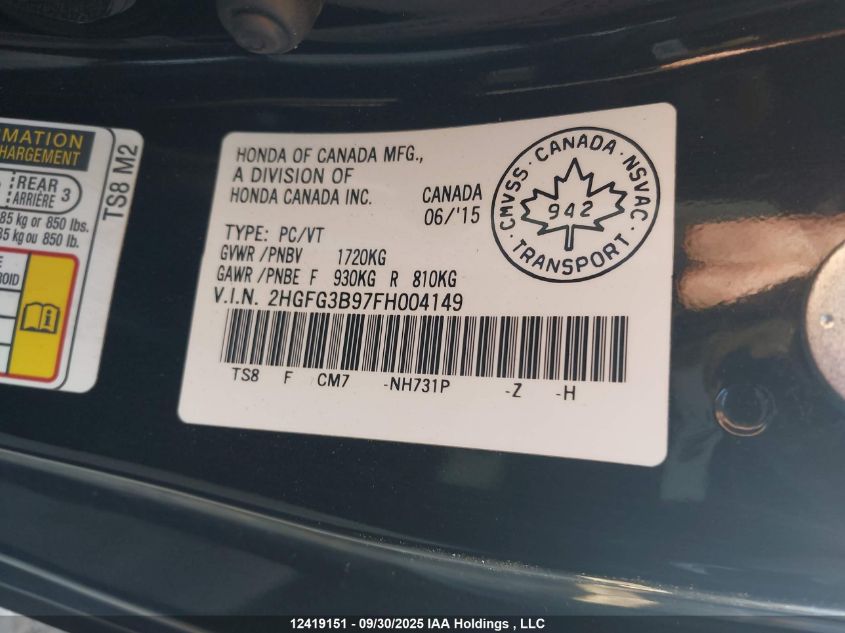 MATION
HARGEMENT
REAR 3
ARRIÈRE
85 kg or 850 lbs.
85 kg ou 850 lb.
TS8 M2
HONDA OF CANADA MFG.,
A DIVISION OF
HONDA CANADA INC.
CANADA
06/'15
TYPE: PC/VT
GVWR /PNBV 1720KG
GAWR /PNBE F 930KG R 810KG
V.I.N. 2HGFG3B97FH004149
TS8 F CM7 -NH731P -Z -H
CMVSS · CANADA · NSVAC · TRANSPORT ·
942
12419151 - 09/30/2025 IAA Holdings , LLC